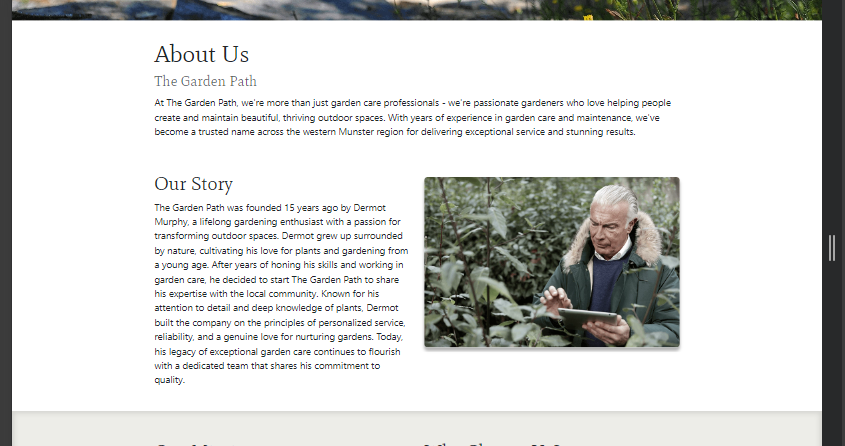 About Us
The Garden Path
At The Garden Path, we're more than just garden care professionals - we're passionate gardeners who love helping people
create and maintain beautiful, thriving outdoor spaces. With years of experience in garden care and maintenance, we've
become a trusted name across the western Munster region for delivering exceptional service and stunning results.
Our Story
The Garden Path was founded 15 years ago by Dermot
Murphy, a lifelong gardening enthusiast with a passion for
transforming outdoor spaces. Dermot grew up surrounded
by nature, cultivating his love for plants and gardening from
a young age. After years of honing his skills and working in
garden care, he decided to start The Garden Path to share
his expertise with the local community. Known for his
attention to detail and deep knowledge of plants, Dermot
built the company on the principles of personalized service,
reliability, and a genuine love for nurturing gardens. Today,
his legacy of exceptional garden care continues to flourish
with a dedicated team that shares his commitment to
quality.